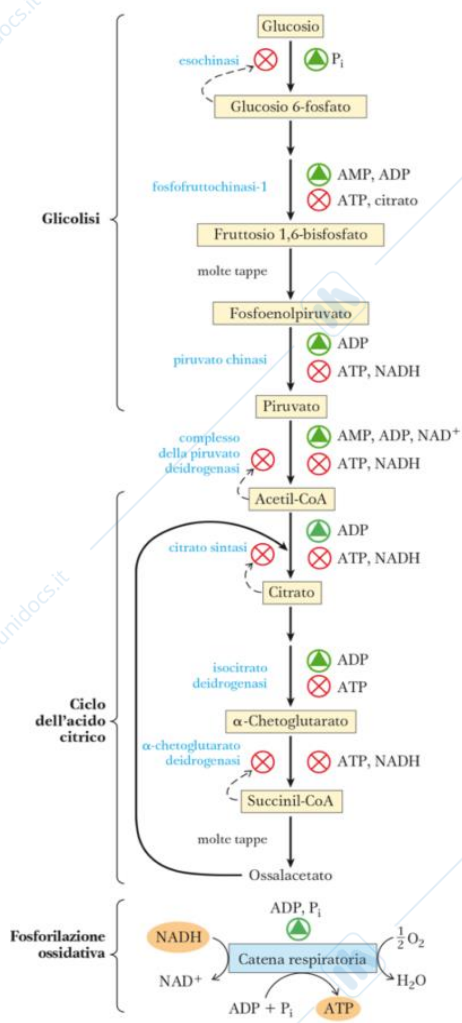 Glucosio
esochinasi
Pi
Glucosio 6-fosfato
fosfofruttochinasi-1
AMP, ADP
ATP, citrato
Glicolisi
Fruttosio 1,6-bisfosfato
molte tappe
Fosfoenolpiruvato
piruvato chinasi
ADP
ATP, NADH
Piruvato
complesso
della piruvato
deidrogenasi
AMP, ADP, NAD+
ATP, NADH
Acetil-CoA
citrato sintasi
ADP
ATP, NADH
Citrato
isocitrato
deidrogenasi
ADP
ATP
Ciclo
dell'acido
citrico
α-Chetoglutarato
α-chetoglutarato
deidrogenasi
ATP, NADH
Succinil-CoA
molte tappe
Ossalacetato
Fosforilazione
ossidativa
ADP, Pi
NADH
½O2
Catena respiratoria
NAD+
H2O
ADP + Pi
ATP
unidocs.it